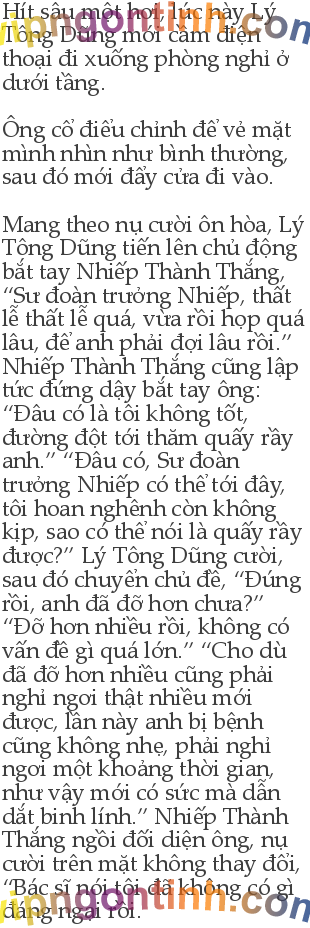 Hít sâu một hơi, lúc này Lý
Tông Dũng mới cầm điện
thoại đi xuống phòng nghỉ ở
dưới tầng.
Ông cố điều chỉnh để vẻ mặt
mình nhìn như bình thường,
sau đó mới đẩy cửa đi vào.
Mang theo nụ cười ôn hòa, Lý
Tông Dũng tiến lên chủ động
bắt tay Nhiếp Thành Thắng,
“Sư đoàn trưởng Nhiếp, thất
lễ thất lễ quá, vừa rồi họp quá
lâu, để anh phải đợi lâu rồi.”
Nhiếp Thành Thắng cũng lập
tức đứng dậy bắt tay ông:
“Đâu có là tôi không tốt,
đường đột tới thăm quấy rầy
anh.” “Đâu có, Sư đoàn
trưởng Nhiếp có thể tới đây,
tôi hoan nghênh còn không
kịp, sao có thể nói là quấy rầy
được?” Lý Tông Dũng cười,
sau đó chuyển chủ đề, “Đúng
rồi, anh đã đỡ hơn chưa?”
“Đỡ hơn nhiều rồi, không có
vấn đề gì quá lớn.” “Cho dù
đã đỡ hơn nhiều cũng phải
nghỉ ngơi thật nhiều mới
được, lần này anh bị bệnh
cũng không nhẹ, phải nghỉ
ngơi một khoảng thời gian,
như vậy mới có sức mà dẫn
dắt binh lính.” Nhiếp Thành
Thắng ngồi đối diện ông, nụ
cười trên mặt không thay đổi,
“Bác sĩ nói tôi đã không có gì
đáng ngại rồi.
vipngontinh.com
vipngontinh.com